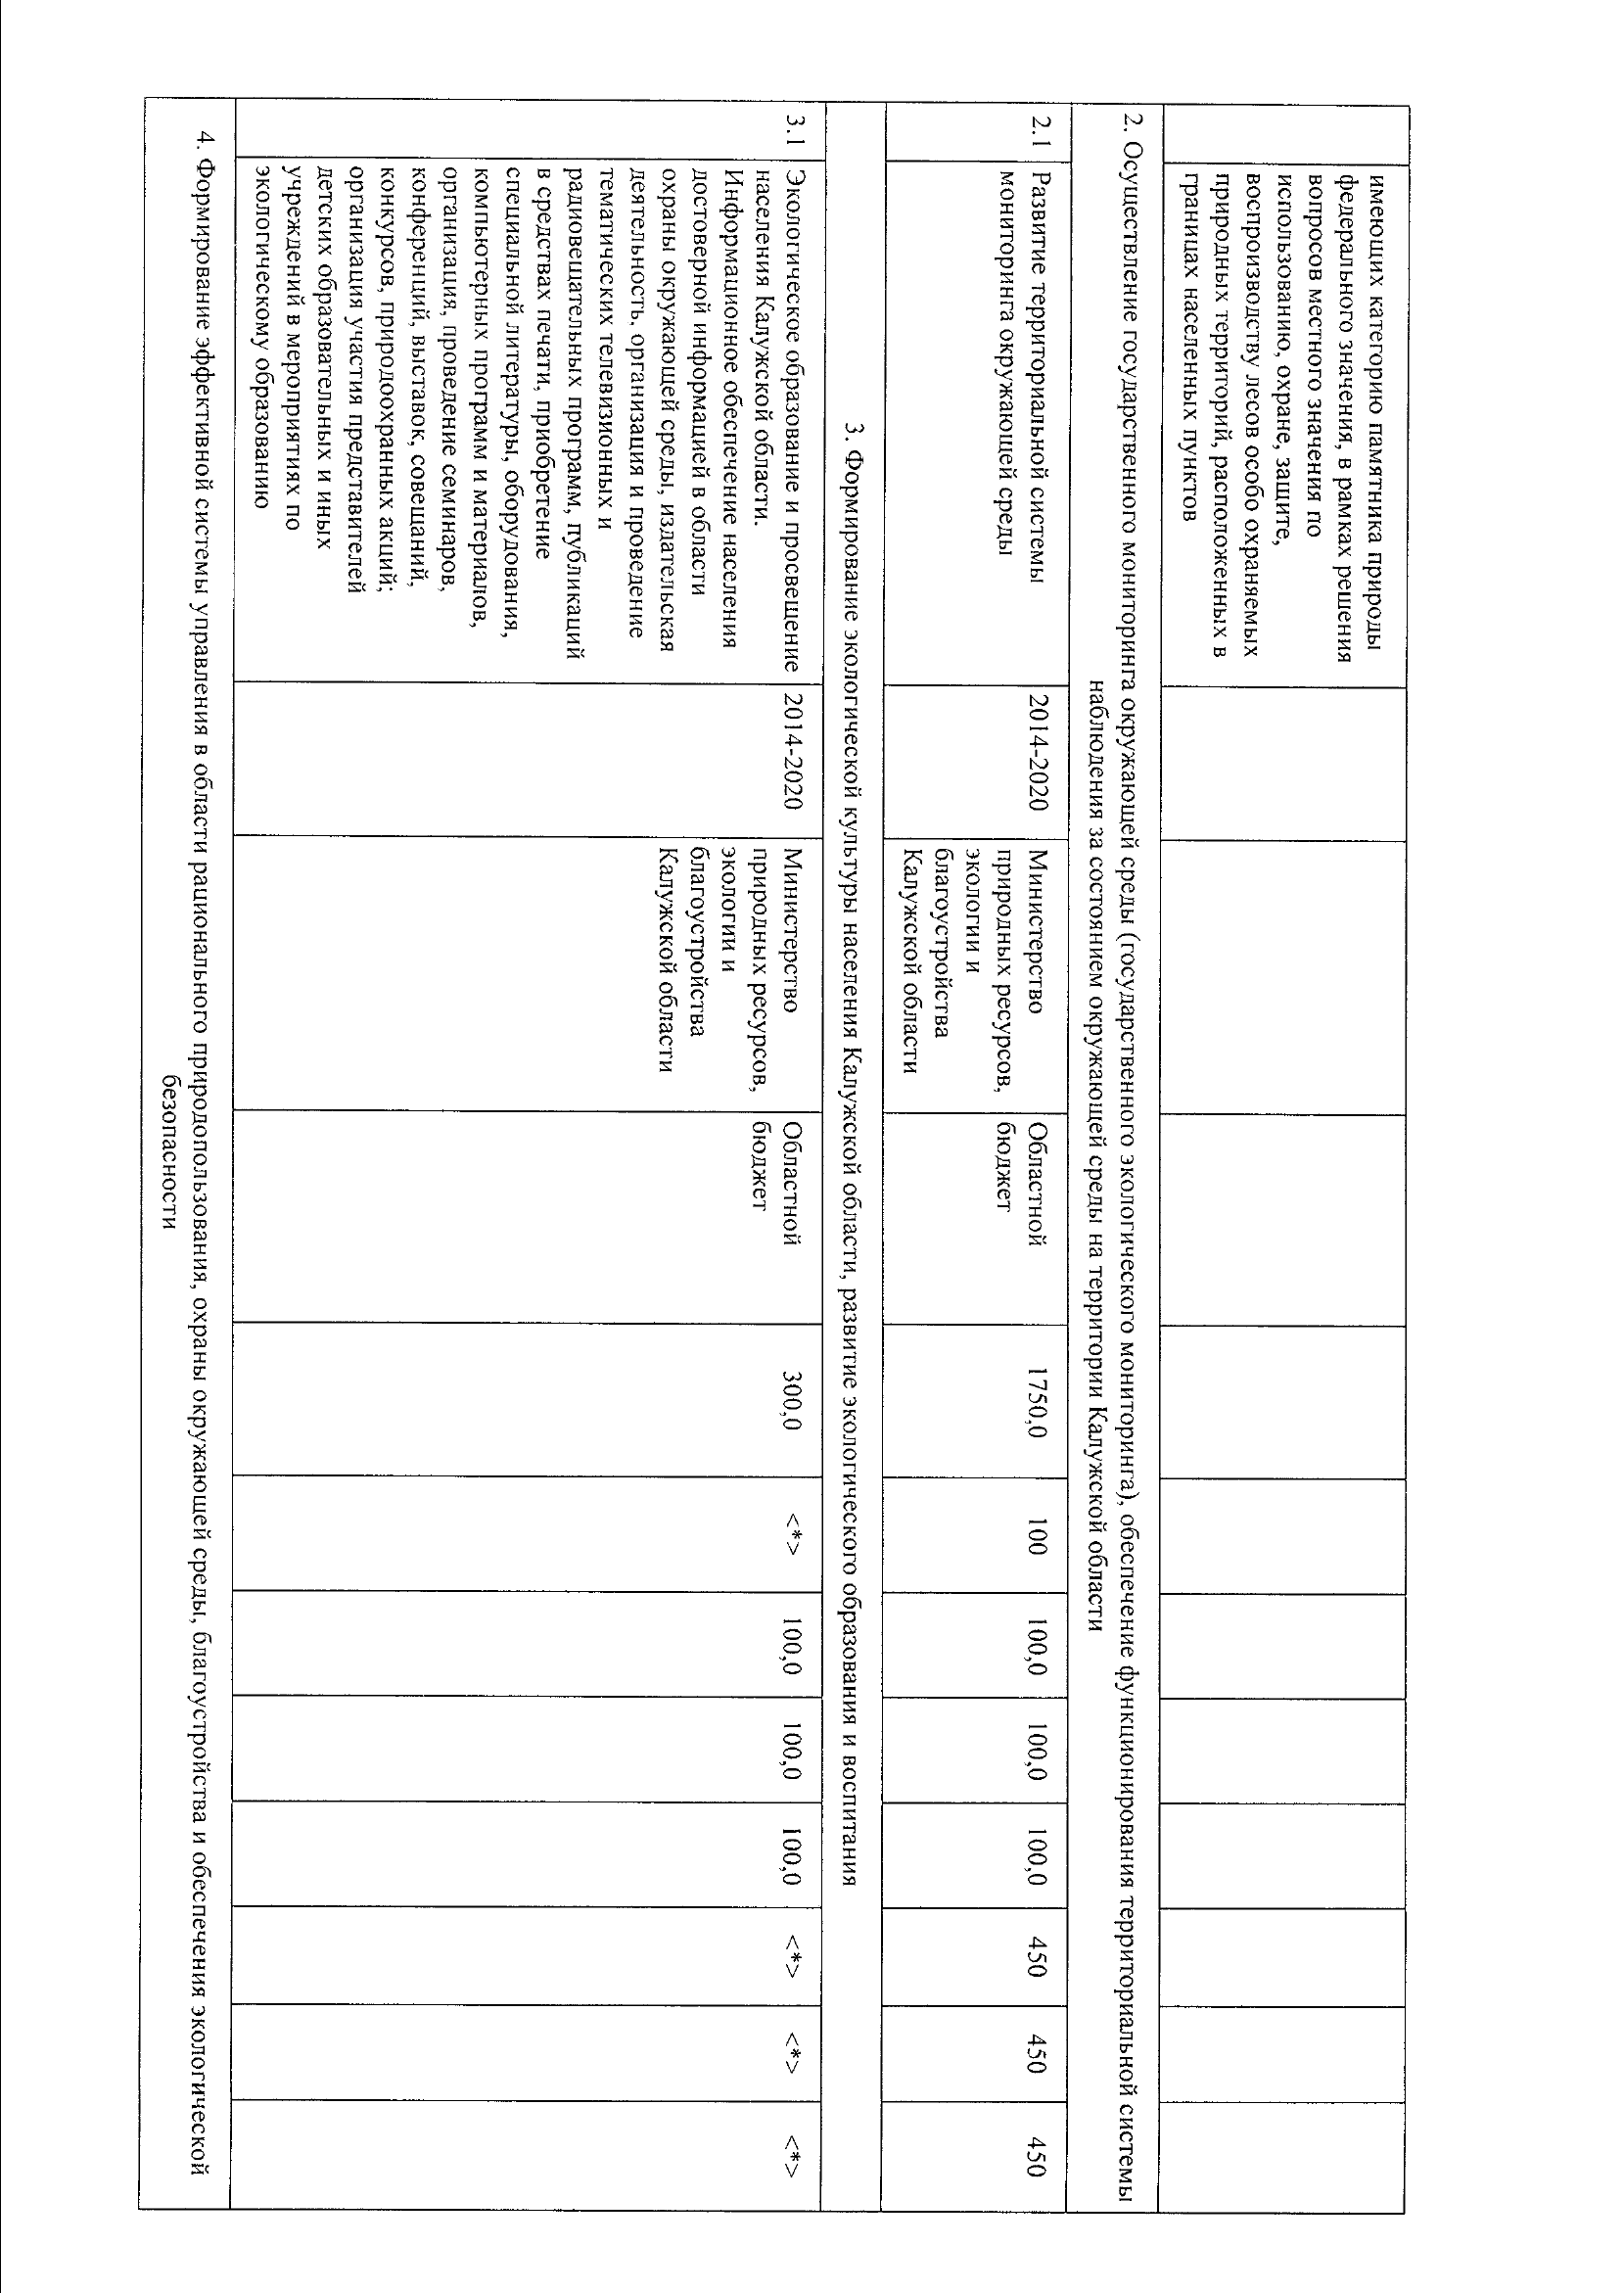 имеющих категорию памятника природы
федерального значения, в рамках решения
вопросов местного значения по
использованию, охране, защите,
воспроизводству лесов особо охраняемых
природных территорий, расположенных в
границах населенных пунктов
2. Осуществление государственного мониторинга окружающей среды (государственного экологического мониторинга), обеспечение функционирования территориальной системы
наблюдения за состоянием окружающей среды на территории Калужской области
2.1 Развитие территориальной системы 2014-2020 Министерство Областной 1750,0 100 100,0 100,0 100,0 450 450 450
мониторинга окружающей среды природных ресурсов, бюджет
экологии и
благоустройства
Калужской области
3. Формирование экологической культуры населения Калужской области, развитие экологического образования и воспитания
3.1 Экологическое образование и просвещение 2014-2020 Министерство Областной 300,0 <*> 100,0 100,0 100,0 <*> <*> <*>
населения Калужской области. природных ресурсов, бюджет
Информационное обеспечение населения экологии и
достоверной информацией в области благоустройства
охраны окружающей среды, издательская Калужской области
деятельность, организация и проведение
тематических телевизионных и
радиовещательных программ, публикаций
в средствах печати, приобретение
специальной литературы, оборудования,
компьютерных программ и материалов,
организация, проведение семинаров,
конференций, выставок, совещаний,
конкурсов, природоохранных акций;
организация участия представителей
детских образовательных и иных
учреждений в мероприятиях по
экологическому образованию
4. Формирование эффективной системы управления в области рационального природопользования, охраны окружающей среды, благоустройства и обеспечения экологической
безопасности